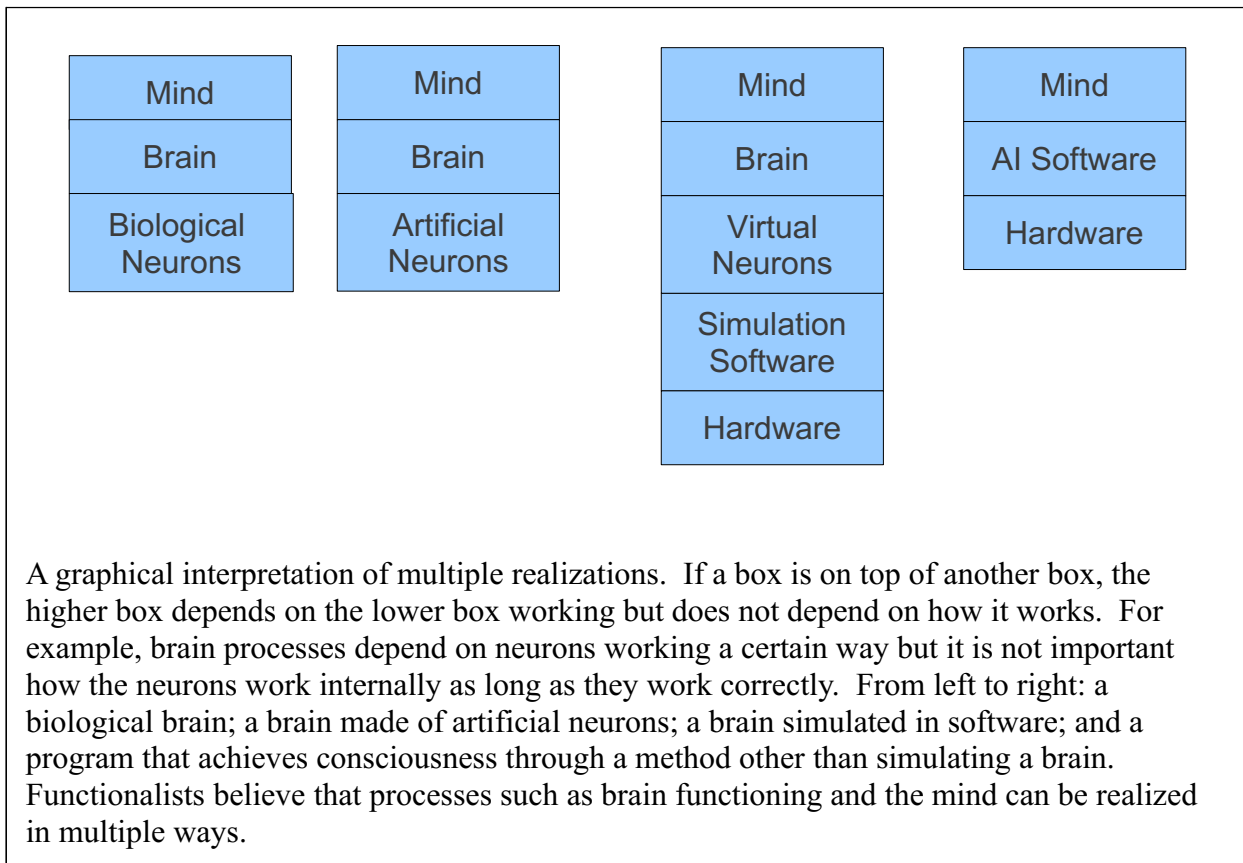 Mind
Brain
Biological
Neurons
Mind
Brain
Artificial
Neurons
Mind
Brain
Virtual
Neurons
Simulation
Software
Hardware
Mind
AI Software
Hardware
A graphical interpretation of multiple realizations.  If a box is on top of another box, the
higher box depends on the lower box working but does not depend on how it works.  For
example, brain processes depend on neurons working a certain way but it is not important
how the neurons work internally as long as they work correctly.  From left to right: a
biological brain; a brain made of artificial neurons; a brain simulated in software; and a
program that achieves consciousness through a method other than simulating a brain.
Functionalists believe that processes such as brain functioning and the mind can be realized
in multiple ways.